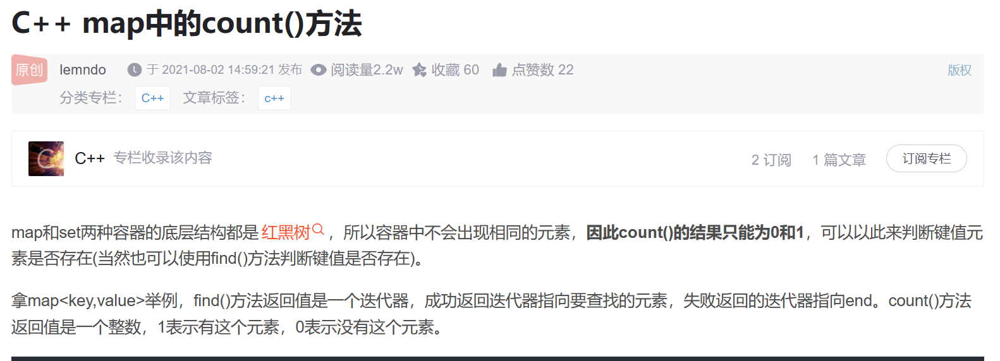 C++ map中的count()方法
原创 lemndo 于 2021-08-02 14:59:21 发布 阅读量2.2w 收藏 60 点赞数 22 版权
分类专栏： C++ 文章标签： c++
C++ 专栏收录该内容 2 订阅 1 篇文章 订阅专栏
map和set两种容器的底层结构都是红黑树，所以容器中不会出现相同的元素，因此count()的结果只能为0和1，可以以此来判断键值元
素是否存在(当然也可以使用find()方法判断键值是否存在)。
拿map<key,value>举例，find()方法返回值是一个迭代器，成功返回迭代器指向要查找的元素，失败返回的迭代器指向end。count()方法
返回值是一个整数，1表示有这个元素，0表示没有这个元素。